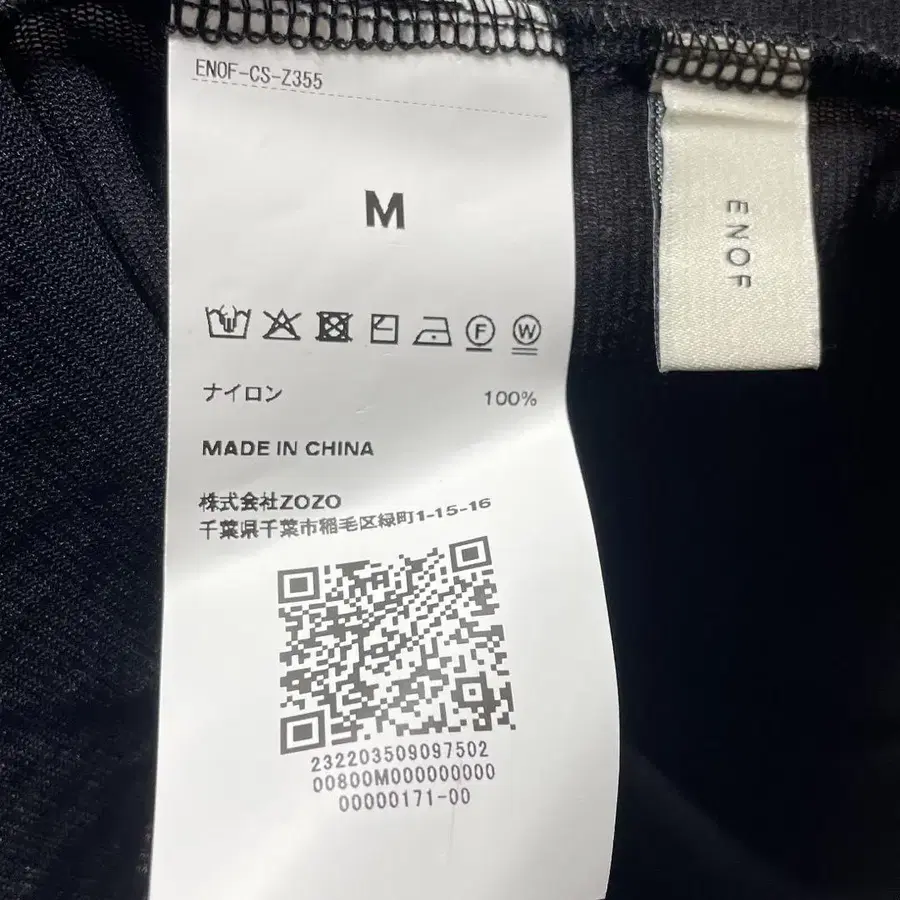 ENOF-CS-Z355
M
F W
ナイロン 100%
MADE IN CHINA
株式会社ZOZO
千葉県千葉市稲毛区緑町1-15-16
232203509097502
00800M000000000
00000171-00
ENOF